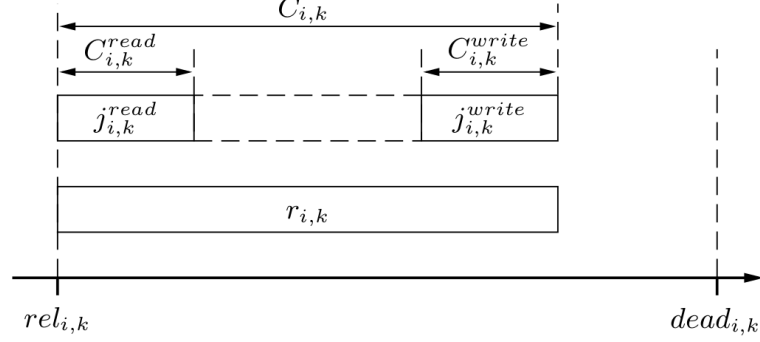 C_{i,k}
C_{i,k}^{read} C_{i,k}^{write}
j_{i,k}^{read} j_{i,k}^{write}
r_{i,k}
rel_{i,k} dead_{i,k}